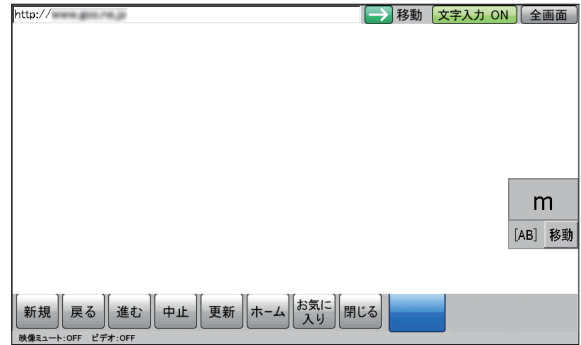 http://
移動
文字入力 ON
全画面
m
[AB] 移動
新規
戻る
進む
中止
更新
ホーム
お気に
入り
閉じる
映像ミュート:OFF ビデオ:OFF